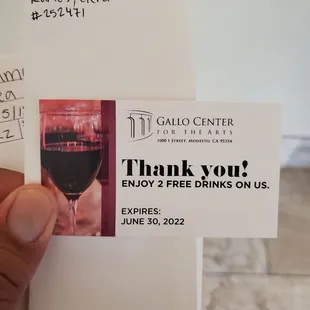 #252471
GALLO CENTER
FOR THE ARTS
1000 I STREET, MODESTO, CA 95354
Thank you!
ENJOY 2 FREE DRINKS ON US.
EXPIRES:
JUNE 30, 2022